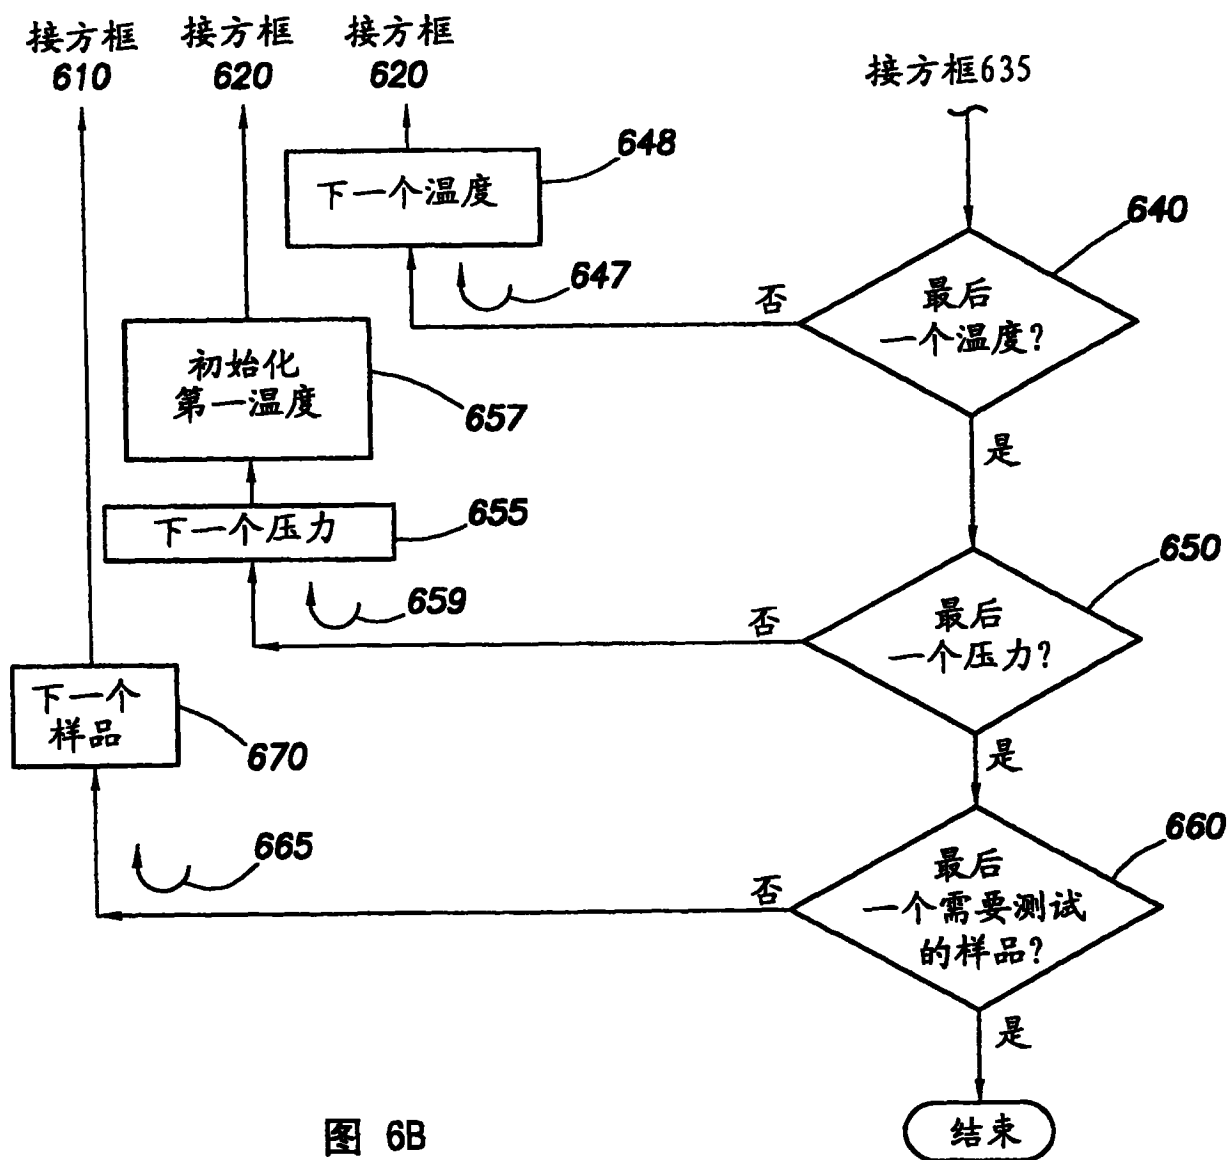 接方框
610
接方框
620
接方框
620
接方框635
下一个温度
648
647
640
最后
一个温度?
否
是
初始化
第一温度
657
下一个压力
655
659
650
最后
一个压力?
否
是
下一个
样品
670
665
660
最后
一个需要测试
的样品?
否
是
结束
图 6B